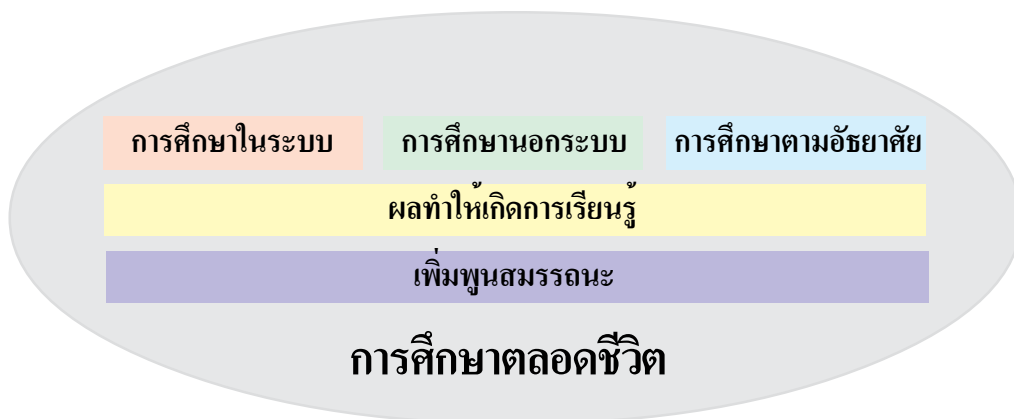 การศึกษาในระบบ การศึกษานอกระบบ การศึกษาตามอัธยาศัย
ผลทำให้เกิดการเรียนรู้
เพิ่มพูนสมรรถนะ
การศึกษาตลอดชีวิต